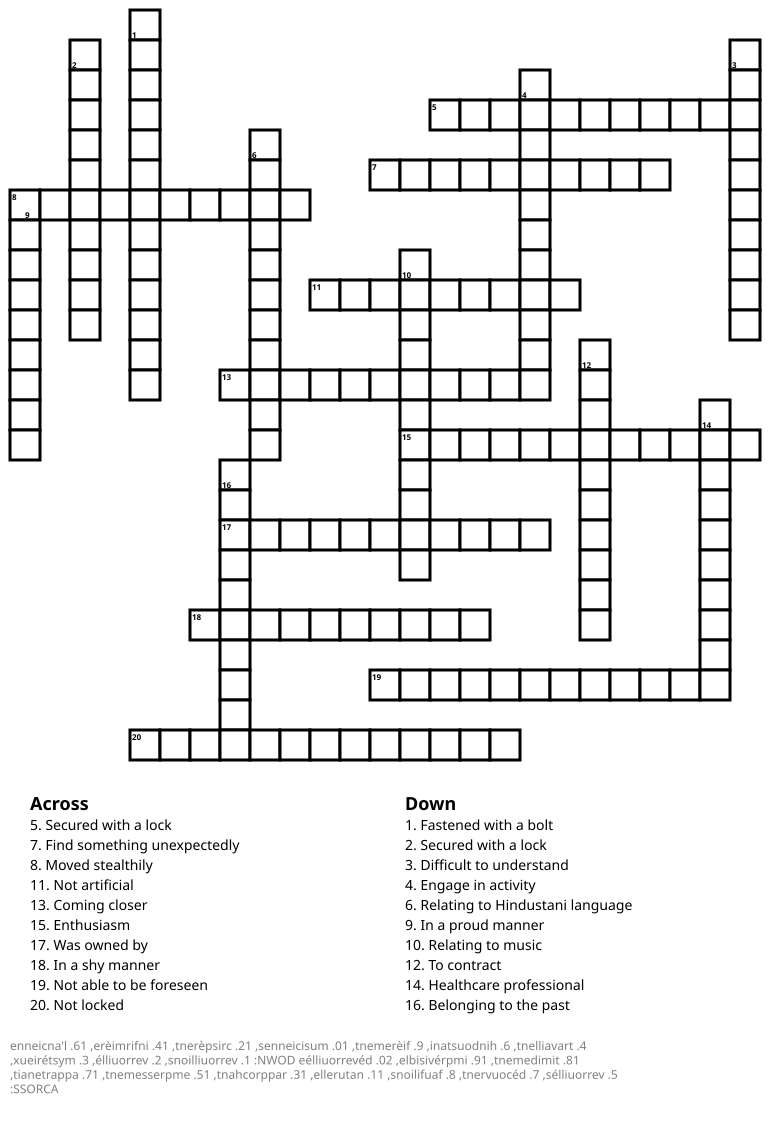 1
2
3
4
5
6
7
8
9
10
11
12
13
14
15
16
17
18
19
20
Across
5. Secured with a lock
7. Find something unexpectedly
8. Moved stealthily
11. Not artificial
13. Coming closer
15. Enthusiasm
17. Was owned by
18. In a shy manner
19. Not able to be foreseen
20. Not locked
Down
1. Fastened with a bolt
2. Secured with a lock
3. Difficult to understand
4. Engage in activity
6. Relating to Hindustani language
9. In a proud manner
10. Relating to music
12. To contract
14. Healthcare professional
16. Belonging to the past
enneicna'l .61 ,erèimrifni .41 ,tnerèpsirc .21 ,senneicisum .01 ,tnemerèif .9 ,inatsuodnih .6 ,tnelliavart .4
,xueirétsym .3 ,élliuorrev .2 ,snoilliuorrev .1 :NWOD eélliuorrevéd .02 ,elbisivérpmi .91 ,tnemedimit .81
,tianetrappa .71 ,tnemesserpme .51 ,tnahcorppar .31 ,ellerutan .11 ,snoilifuaf .8 ,tnervuocéd .7 ,sélliuorrev .5
:SSORCA